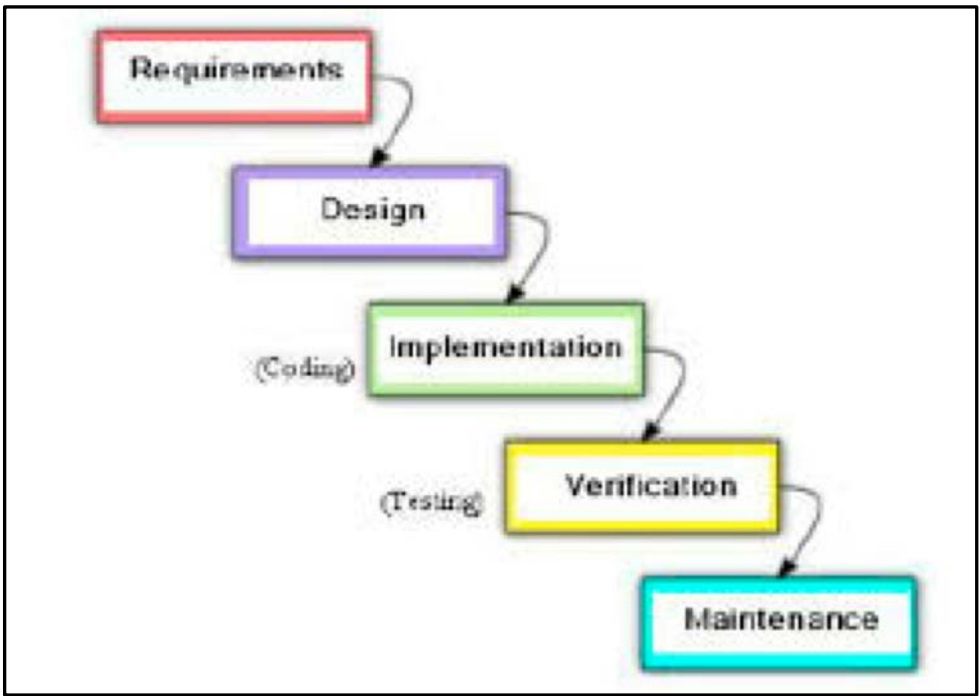 Requirements
Design
Implementation
(Coding)
Verification
(Testing)
Maintenance